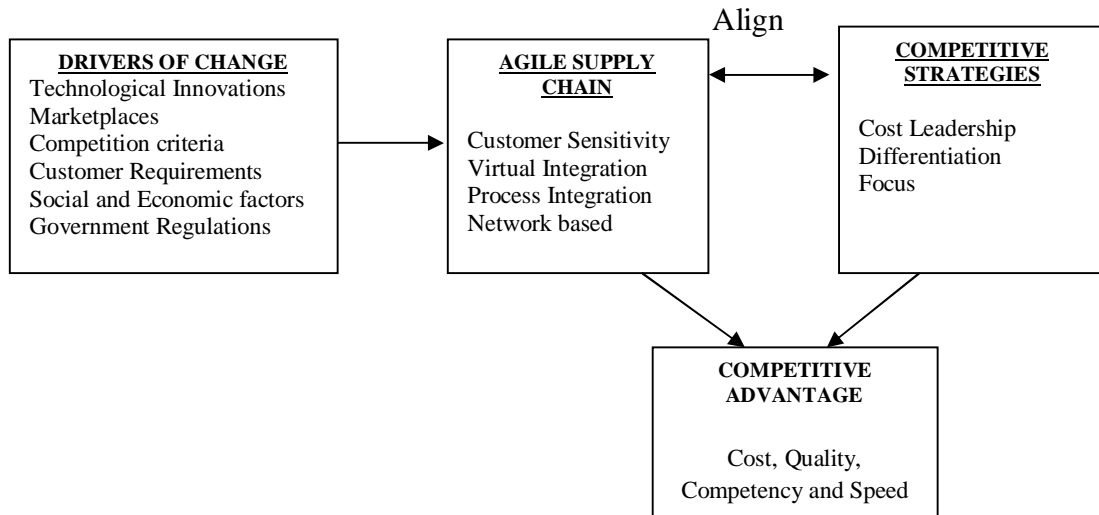 Align
DRIVERS OF CHANGE
Technological Innovations
Marketplaces
Competition criteria
Customer Requirements
Social and Economic factors
Government Regulations
AGILE SUPPLY
CHAIN
Customer Sensitivity
Virtual Integration
Process Integration
Network based
COMPETITIVE
STRATEGIES
Cost Leadership
Differentiation
Focus
COMPETITIVE
ADVANTAGE
Cost, Quality,
Competency and Speed